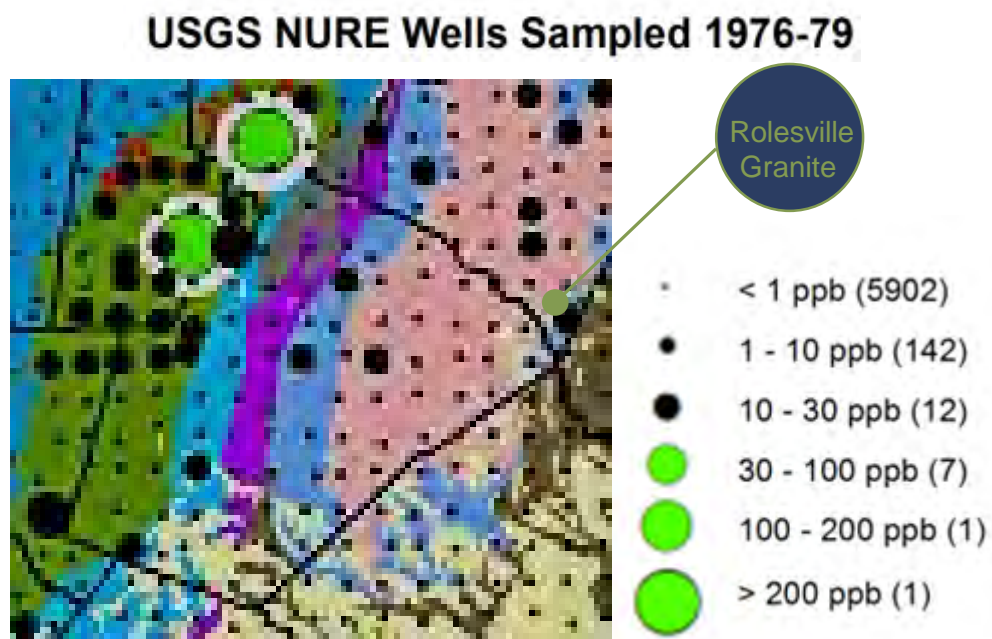 USGS NURE Wells Sampled 1976-79
Rolesville
Granite
< 1 ppb (5902)
1 - 10 ppb (142)
10 - 30 ppb (12)
30 - 100 ppb (7)
100 - 200 ppb (1)
> 200 ppb (1)